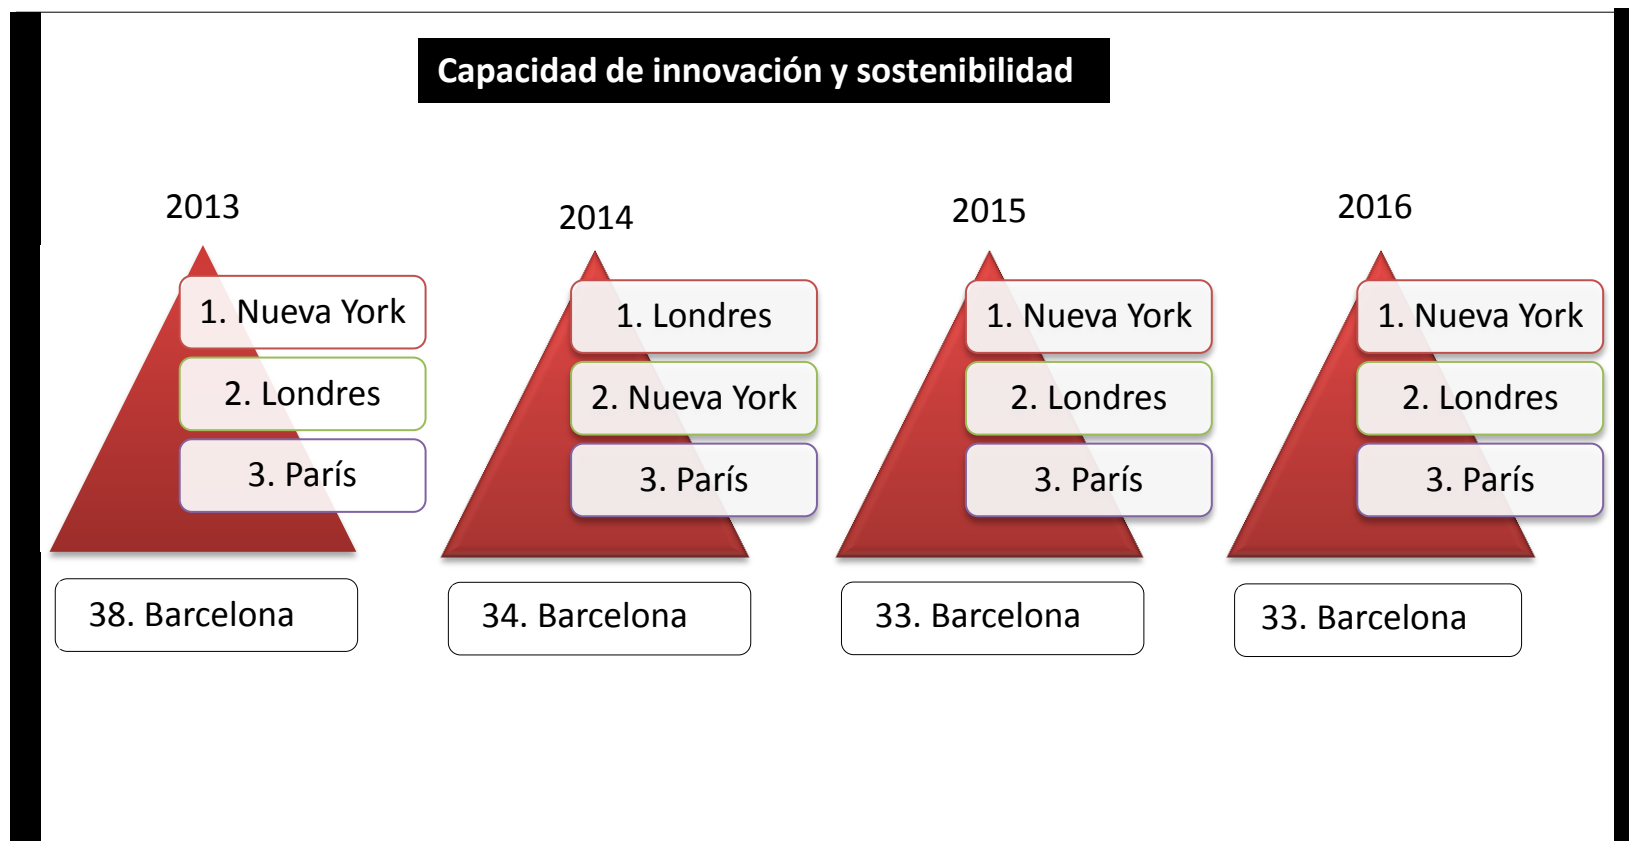 Capacidad de innovación y sostenibilidad
2013
1. Nueva York
2. Londres
3. París
38. Barcelona
2014
1. Londres
2. Nueva York
3. París
34. Barcelona
2015
1. Nueva York
2. Londres
3. París
33. Barcelona
2016
1. Nueva York
2. Londres
3. París
33. Barcelona